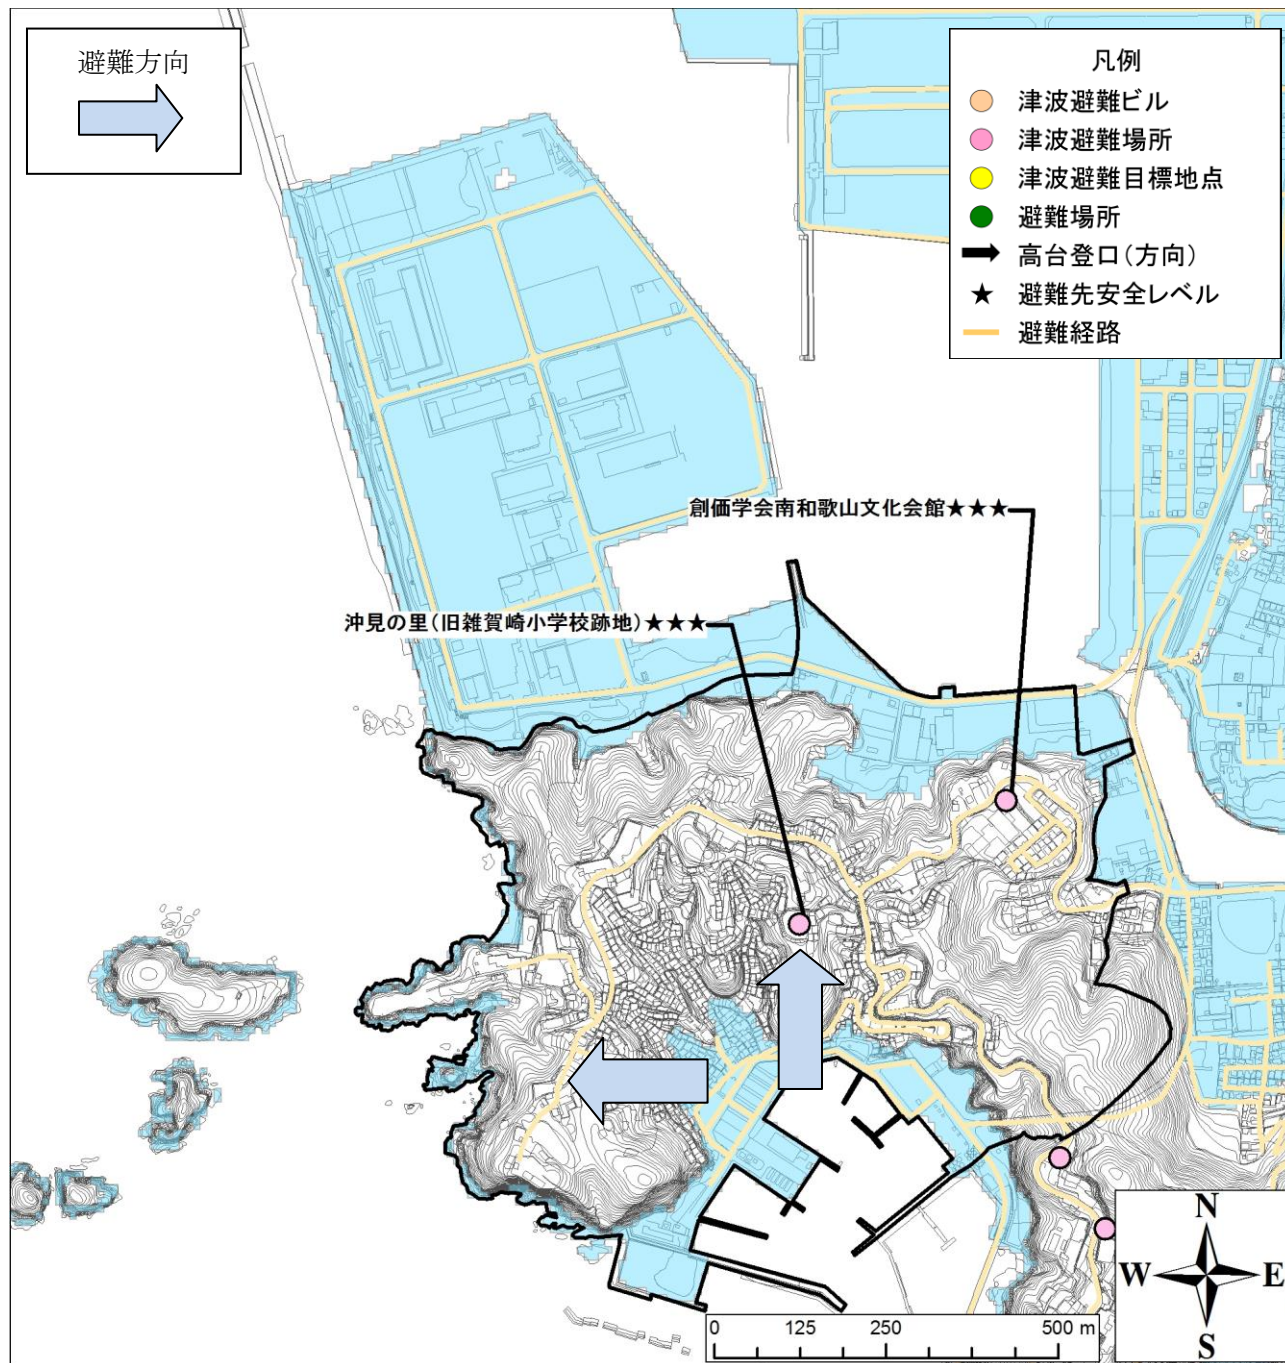 避難方向
凡例
津波避難ビル
津波避難場所
津波避難目標地点
避難場所
高台登口(方向)
★ 避難先安全レベル
避難経路
創価学会南和歌山文化会館★★★
沖見の里(旧雑賀崎小学校跡地)★★★
N
W E
S
0 125 250 500 m